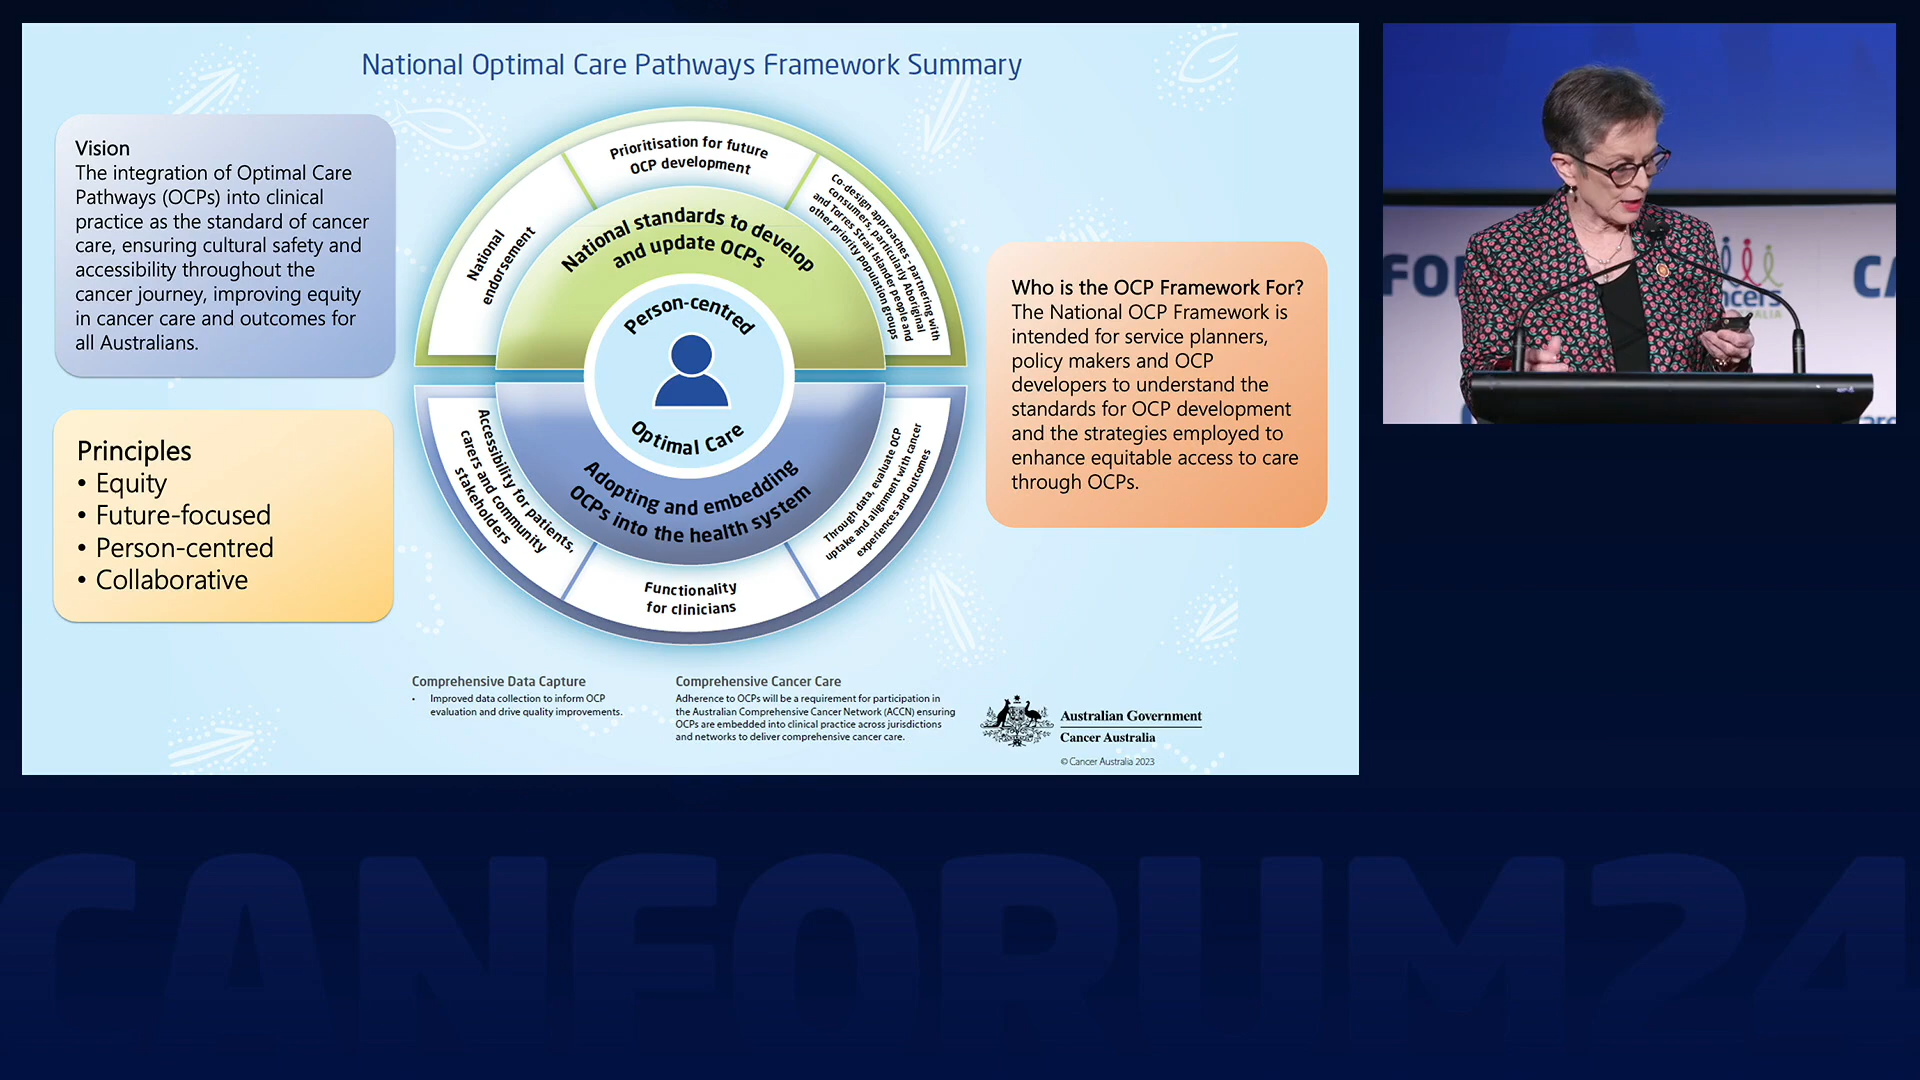 National Optimal Care Pathways Framework Summary
Vision
The integration of Optimal Care
Pathways (OCPs) into clinical
practice as the standard of cancer
care, ensuring cultural safety and
accessibility throughout the
cancer journey, improving equity
in cancer care and outcomes for
all Australians.
Principles
• Equity
• Future-focused
• Person-centred
• Collaborative
National
endorsement
Prioritisation for future
OCP development
Co-design approaches - partnering with
consumers, particularly Aboriginal
and Torres Strait Islander people and
other priority population groups
National standards to develop
and update OCPs
Person-centred
Optimal Care
Adopting and embedding
OCPs into the health system
Accessibility for patients,
carers and community
stakeholders
Functionality
for clinicians
Through data, evaluate OCP
uptake and alignment with cancer
experiences and outcomes
Who is the OCP Framework For?
The National OCP Framework is
intended for service planners,
policy makers and OCP
developers to understand the
standards for OCP development
and the strategies employed to
enhance equitable access to care
through OCPs.
Comprehensive Data Capture
• Improved data collection to inform OCP
evaluation and drive quality improvements.
Comprehensive Cancer Care
Adherence to OCPs will be a requirement for participation in
the Australian Comprehensive Cancer Network (ACCN) ensuring
OCPs are embedded into clinical practice across jurisdictions
and networks to deliver comprehensive cancer care.
Australian Government
Cancer Australia
© Cancer Australia 2023
FO
CA
ncers
ALIA
CANFORUM24